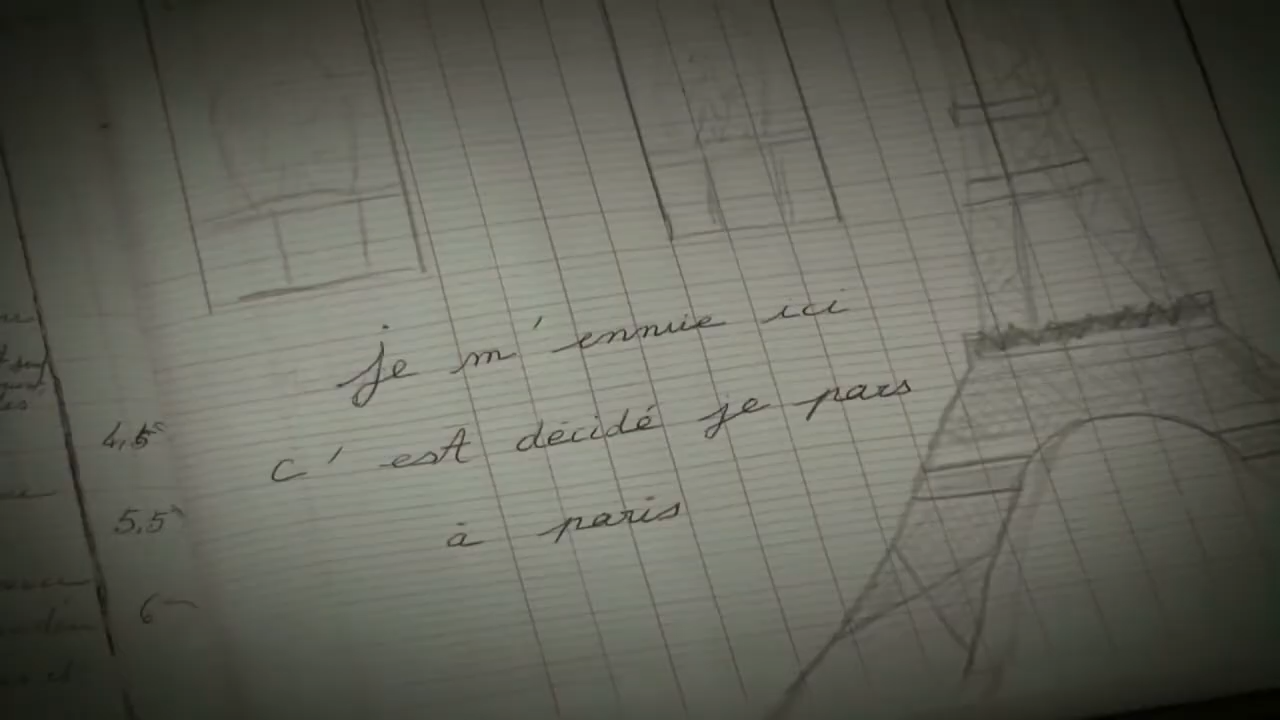 je m'ennuie ici
c'est décidé je pars
à paris
4,5
5,5
6